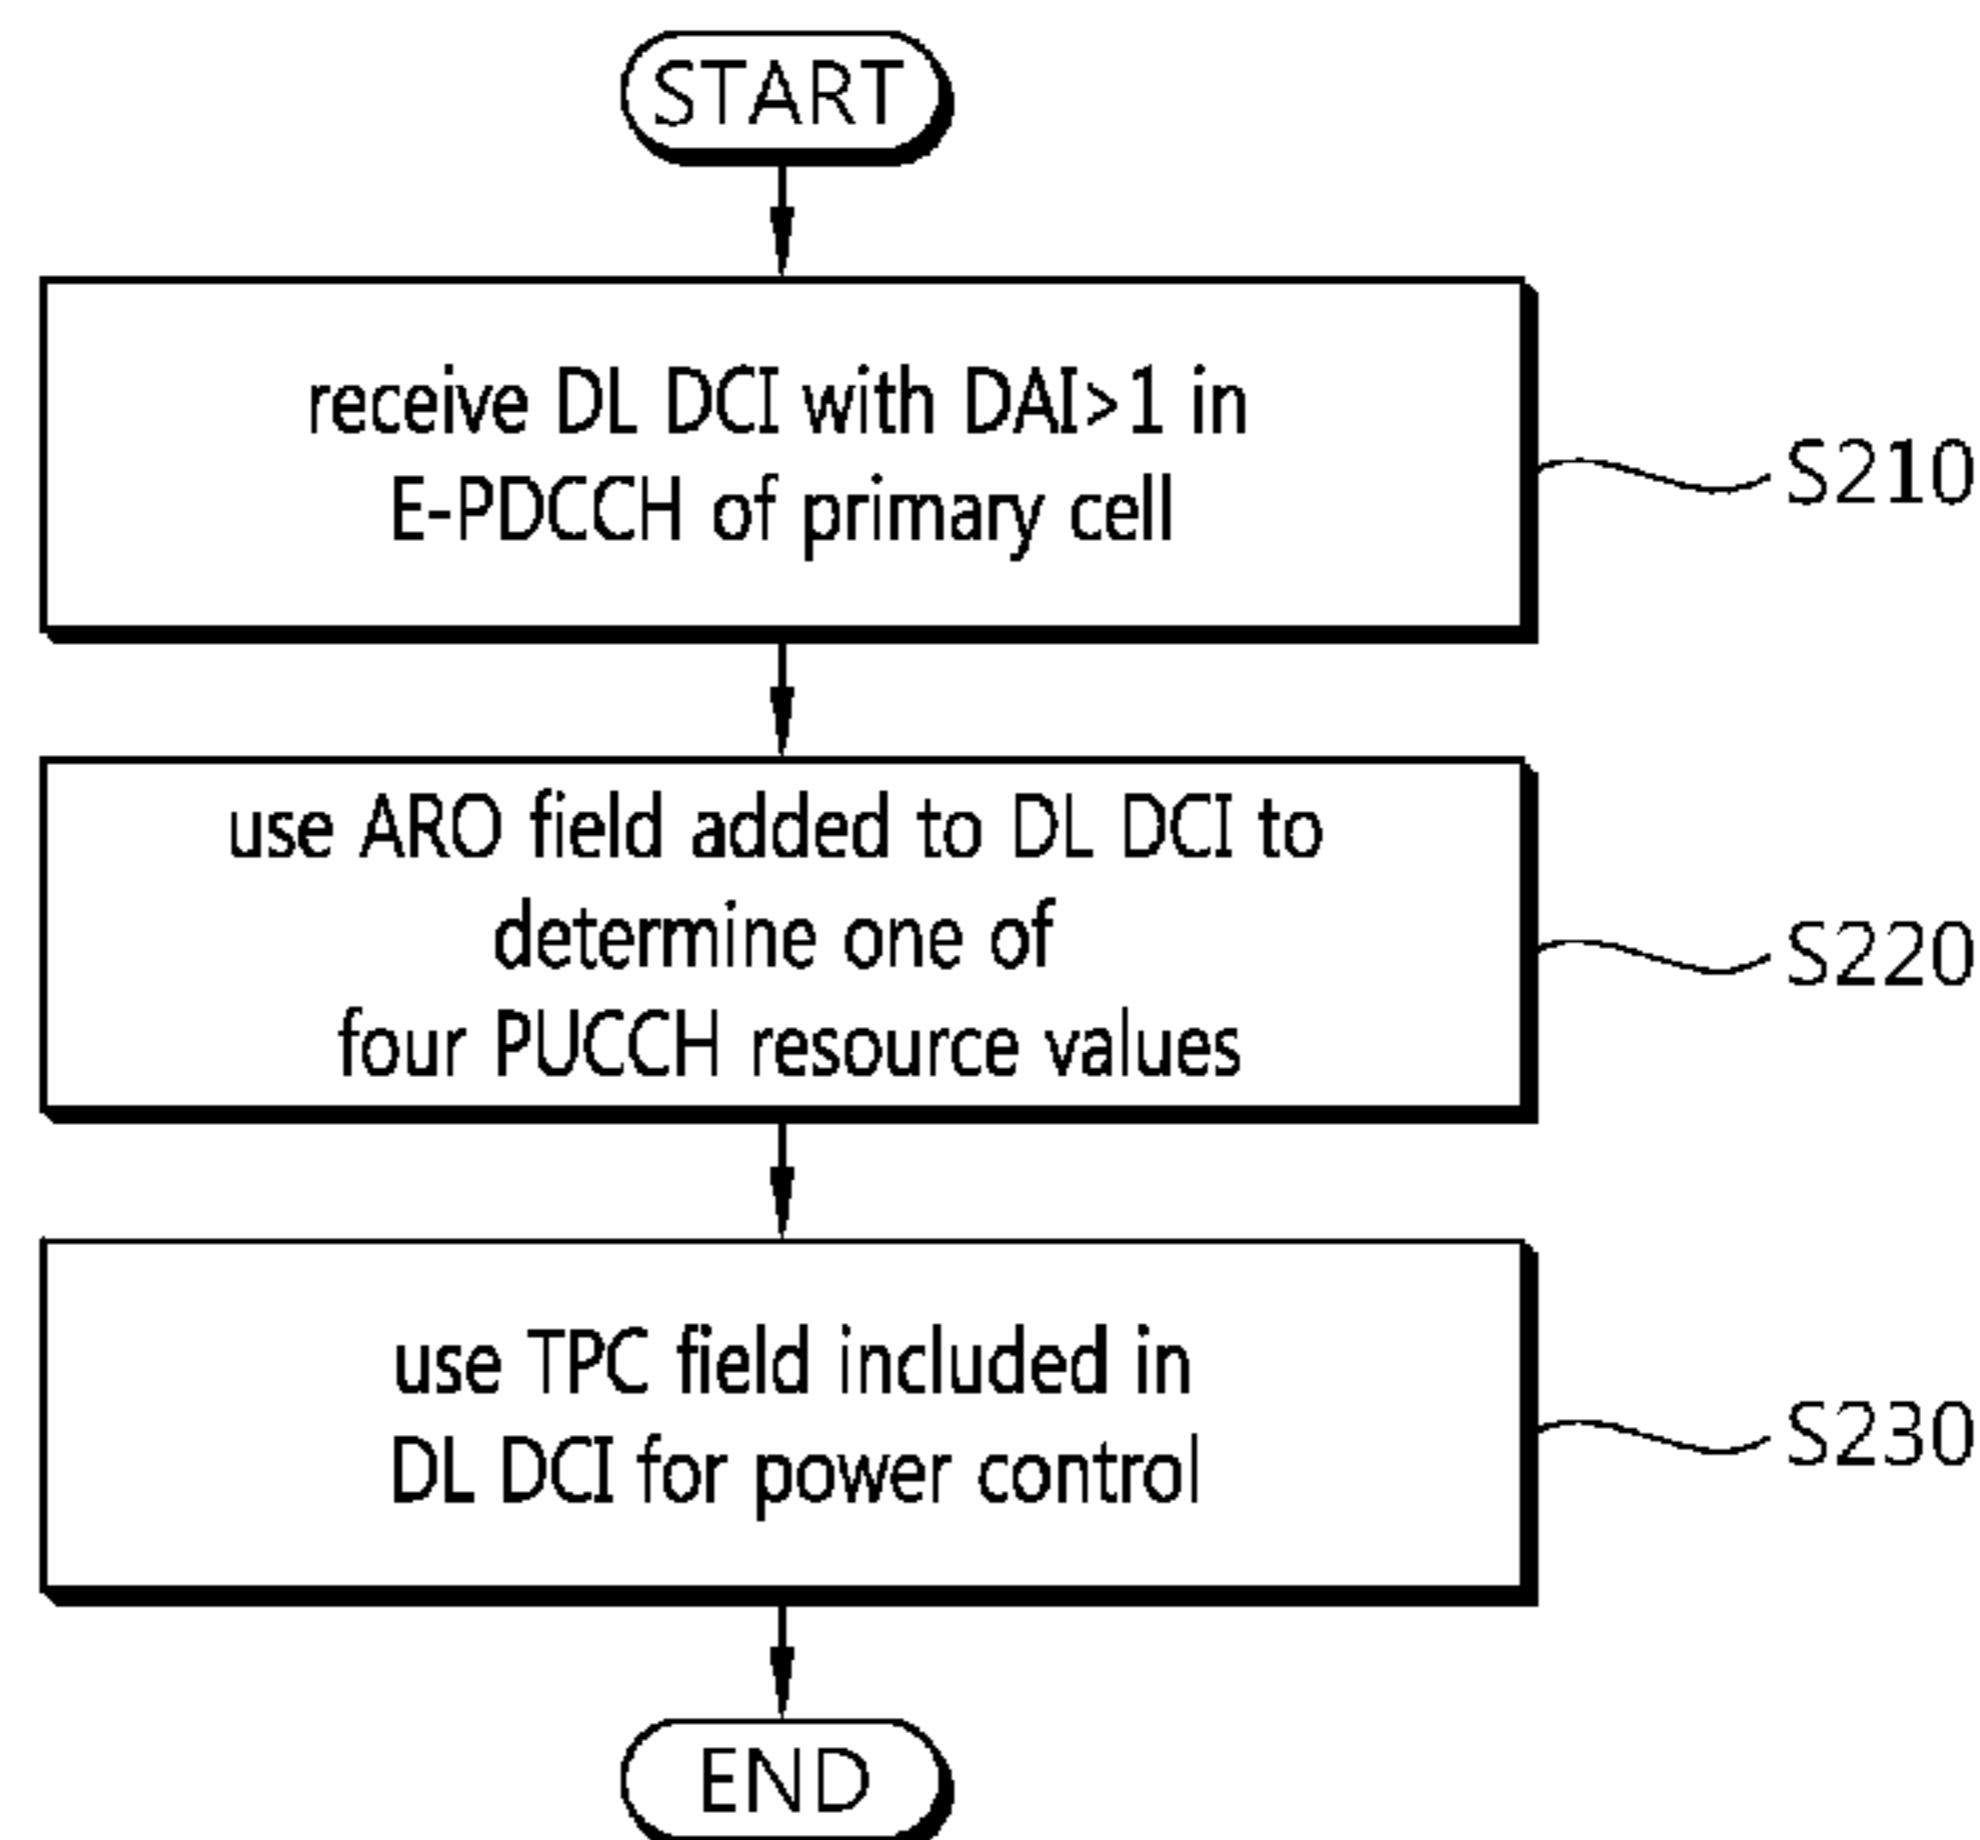 START
receive DL DCI with DAI>1 in
E-PDCCH of primary cell
S210
use ARO field added to DL DCI to
determine one of
four PUCCH resource values
S220
use TPC field included in
DL DCI for power control
S230
END